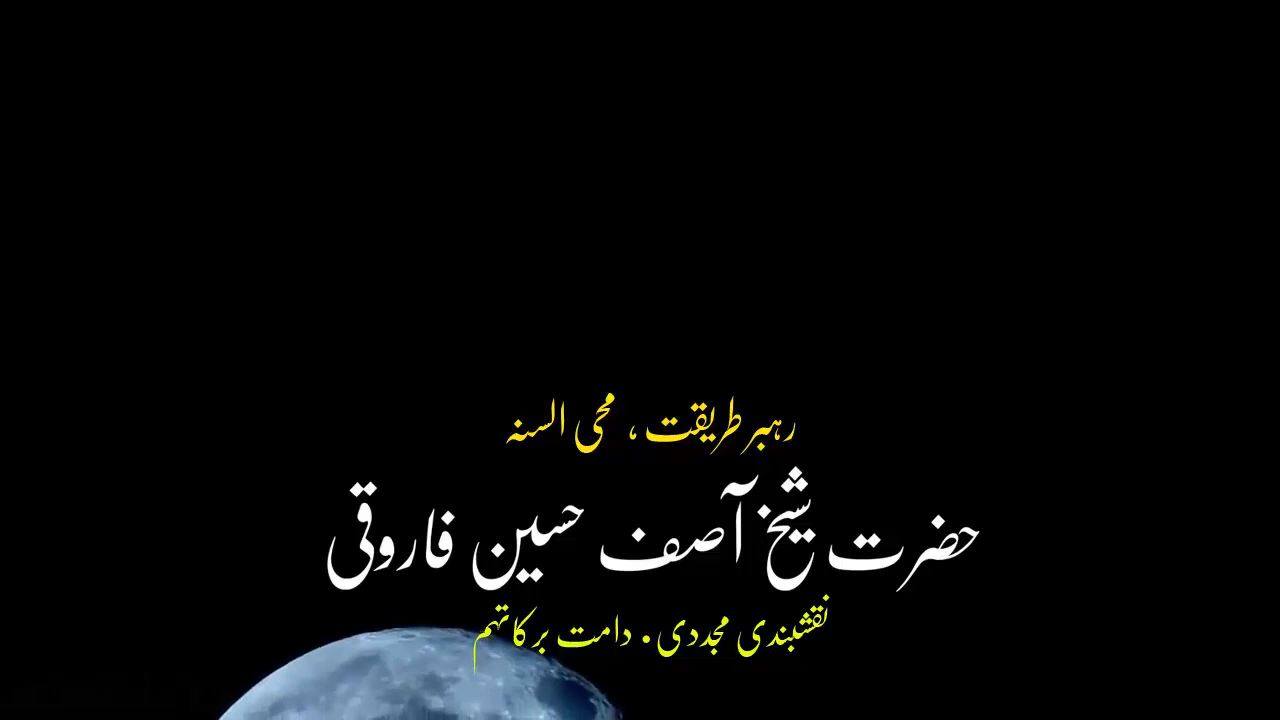 رہبر طریقت ، محی السنہ
حضرت شیخ آصف حسین فاروقی
نقشبندی مجددی . دامت برکاتہم